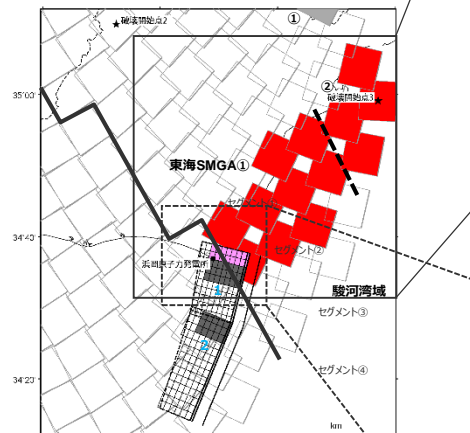 ①
★破壊開始点2
②
破壊開始点3★
35°00'
東海SMGA①
セグメント①
34°40'
セグメント②
浜岡原子力発電所
1
駿河湾域
セグメント③
2
セグメント④
34°20'
km